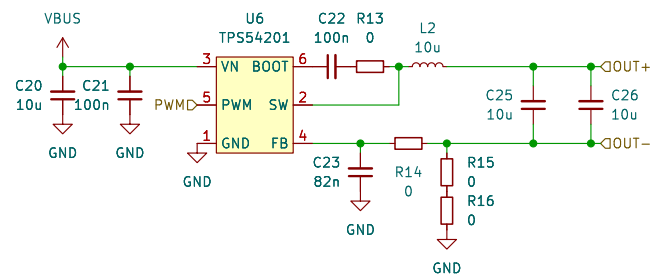 VBUS
U6
TPS54201
C22
100n
R13
0
L2
10u
3
VN
BOOT
6
OUT+
C20
10u
C21
100n
PWM
5
PWM
SW
2
C25
10u
C26
10u
1
GND
FB
4
OUT-
GND
GND
GND
C23
82n
R14
0
R15
0
R16
0
GND
GND